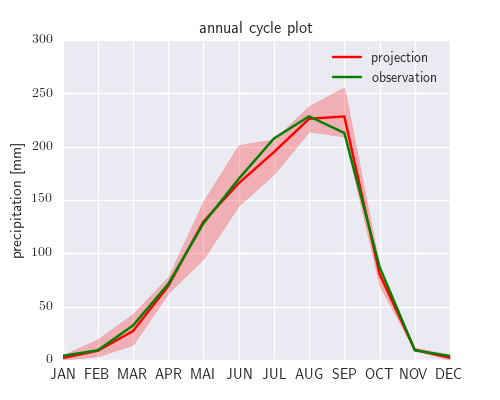 annual cycle plot
300
projection
observation
250
200
150
100
50
0
precipitation [mm]
JAN FEB MAR APR MAI JUN JUL AUG SEP OCT NOV DEC